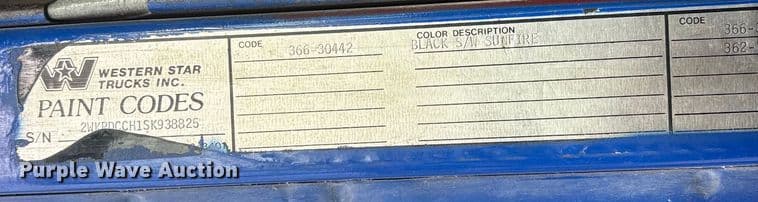 WESTERN STAR
TRUCKS INC.
PAINT CODES
S/N 2WKPDCCH1SK938825
CODE
366-30442
COLOR DESCRIPTION
BLACK S/W SUNFIRE
CODE
366-
362-
Purple Wave Auction